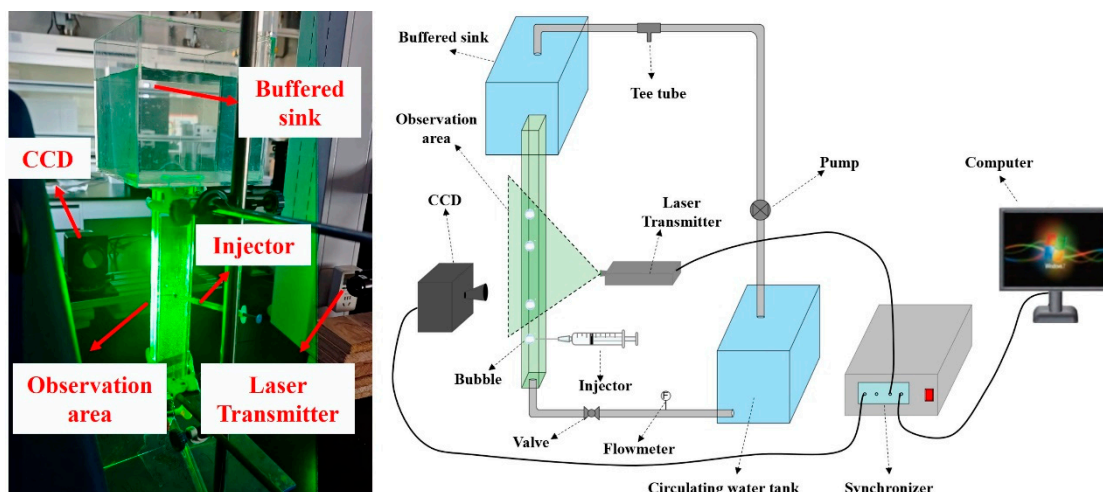 Buffered
sink
CCD
Injector
Observation
area
Laser
Transmitter
Buffered sink
Tee tube
Observation
area
CCD
Laser
Transmitter
Pump
Computer
Bubble
Injector
Valve
F
Flowmeter
Circulating water tank
Synchronizer